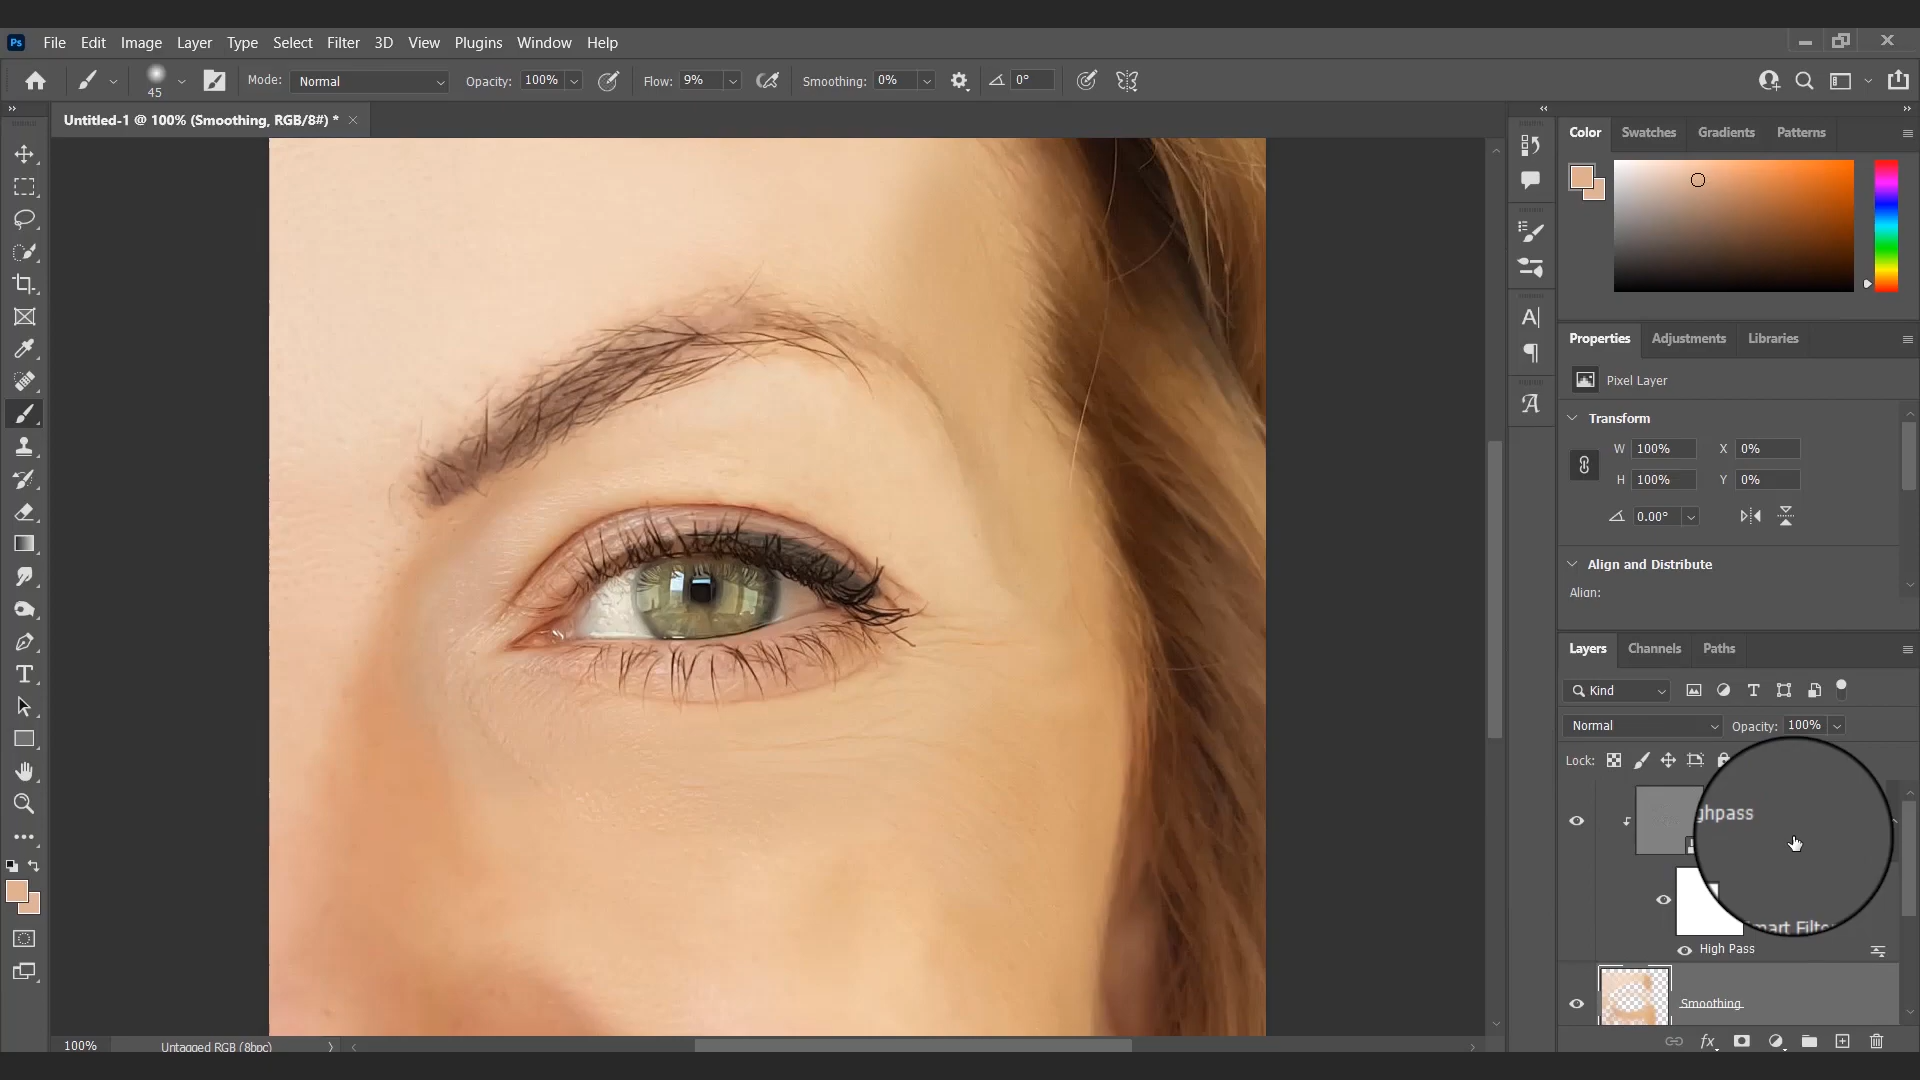 Ps File Edit Image Layer Type Select Filter 3D View Plugins Window Help
45 Mode: Normal Opacity: 100% Flow: 9% Smoothing: 0% 0°
Untitled-1 @ 100% (Smoothing, RGB/8#) *
Color Swatches Gradients Patterns
Properties Adjustments Libraries
Pixel Layer
Transform
W 100% X 0%
H 100% Y 0%
0.00°
Align and Distribute
Align:
Layers Channels Paths
Kind
Normal Opacity: 100%
Lock:
ghpass
mart Filte
High Pass
Smoothing
100% Untagged RGB (8bpc)